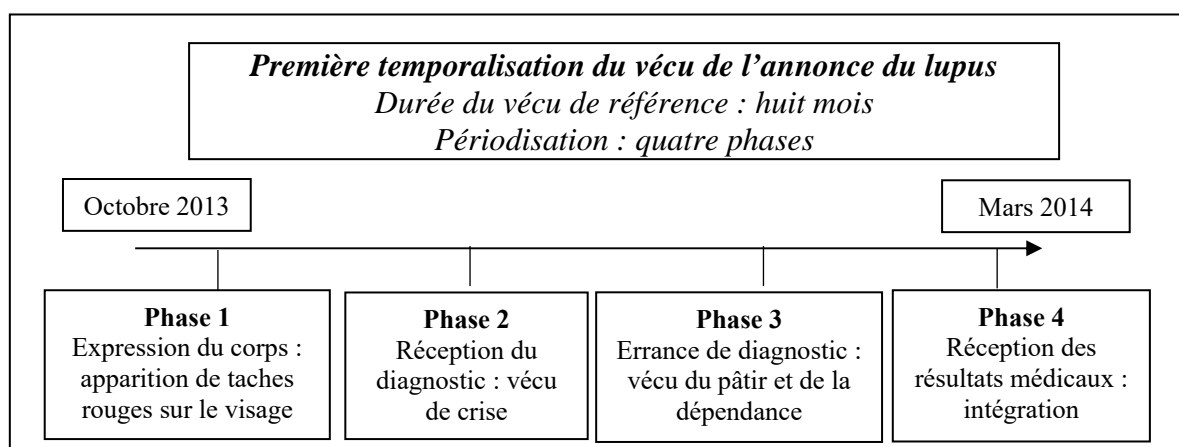 Première temporalisation du vécu de l’annonce du lupus
Durée du vécu de référence : huit mois
Périodisation : quatre phases
Octobre 2013
Mars 2014
Phase 1
Expression du corps :
apparition de taches
rouges sur le visage
Phase 2
Réception du
diagnostic : vécu
de crise
Phase 3
Errance de diagnostic :
vécu du pâtir et de la
dépendance
Phase 4
Réception des
résultats médicaux :
intégration